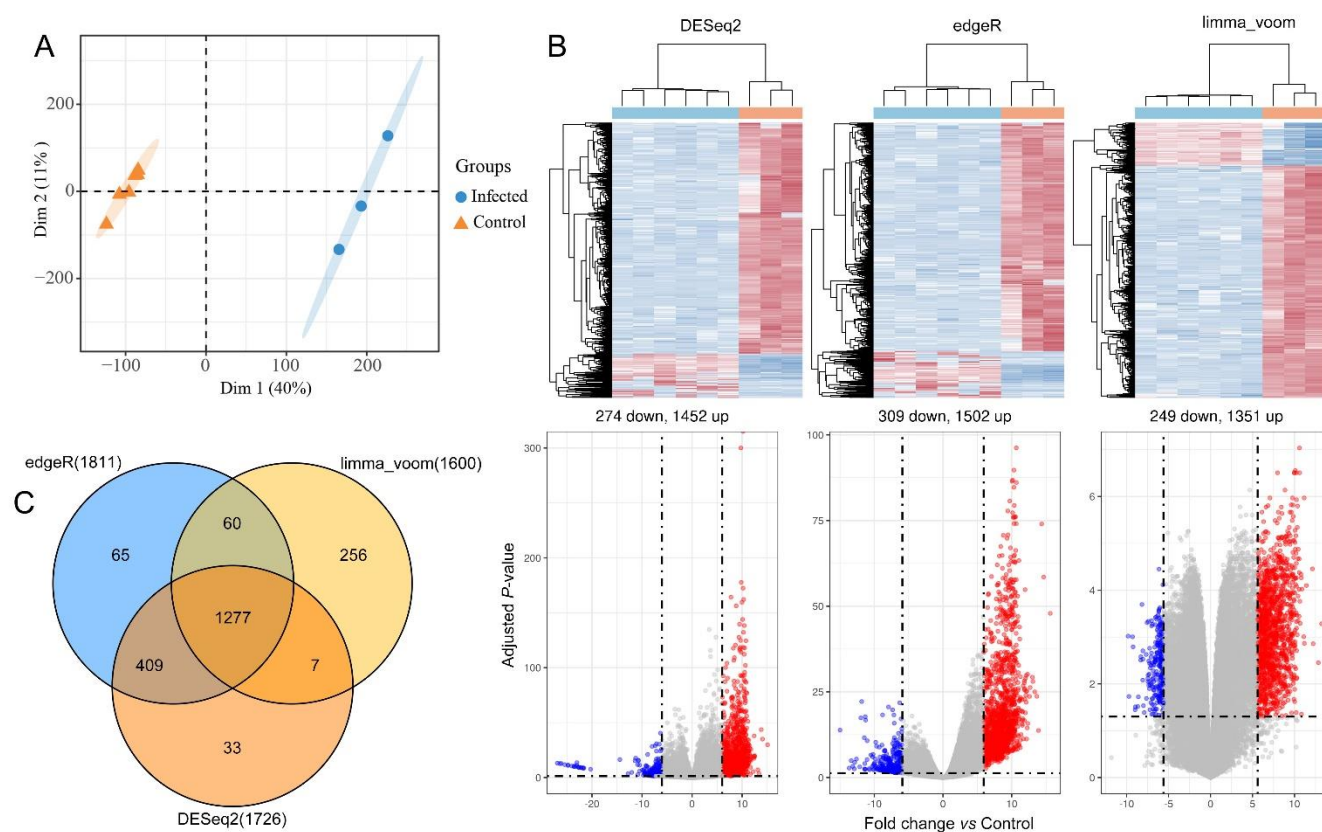 A
200
0
−200
Dim 2 (11% )
−100
0
100
200
Dim 1 (40%)
Groups
Infected
Control
B
DESeq2
edgeR
limma_voom
274 down, 1452 up
309 down, 1502 up
249 down, 1351 up
Adjusted P-value
300
200
100
0
-20
-10
0
10
100
75
50
25
0
-10
0
10
6
4
2
0
-10
-5
0
5
10
Fold change vs Control
C
edgeR(1811)
limma_voom(1600)
60
65
256
1277
409
7
33
DESeq2(1726)